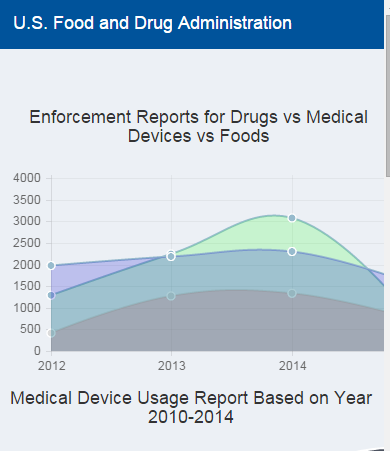 U.S. Food and Drug Administration
Enforcement Reports for Drugs vs Medical
Devices vs Foods
4000
3500
3000
2500
2000
1500
1000
500
0
2012 2013 2014
Medical Device Usage Report Based on Year
2010-2014